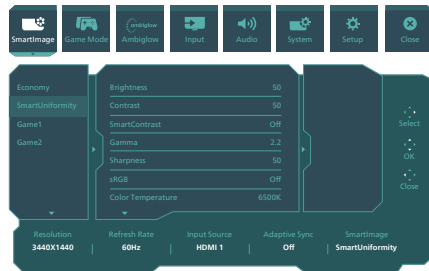 SmartImage
Game Mode
ambiglow
Ambiglow
Input
Audio
System
Setup
Close
Economy
SmartUniformity
Game1
Game2
Brightness 50
Contrast 50
SmartContrast Off
Gamma 2.2
Sharpness 50
sRGB Off
Color Temperature 6500K
Select
OK
Close
Resolution Refresh Rate Input Source Adaptive Sync SmartImage
3440X1440 60Hz HDMI 1 Off SmartUniformity